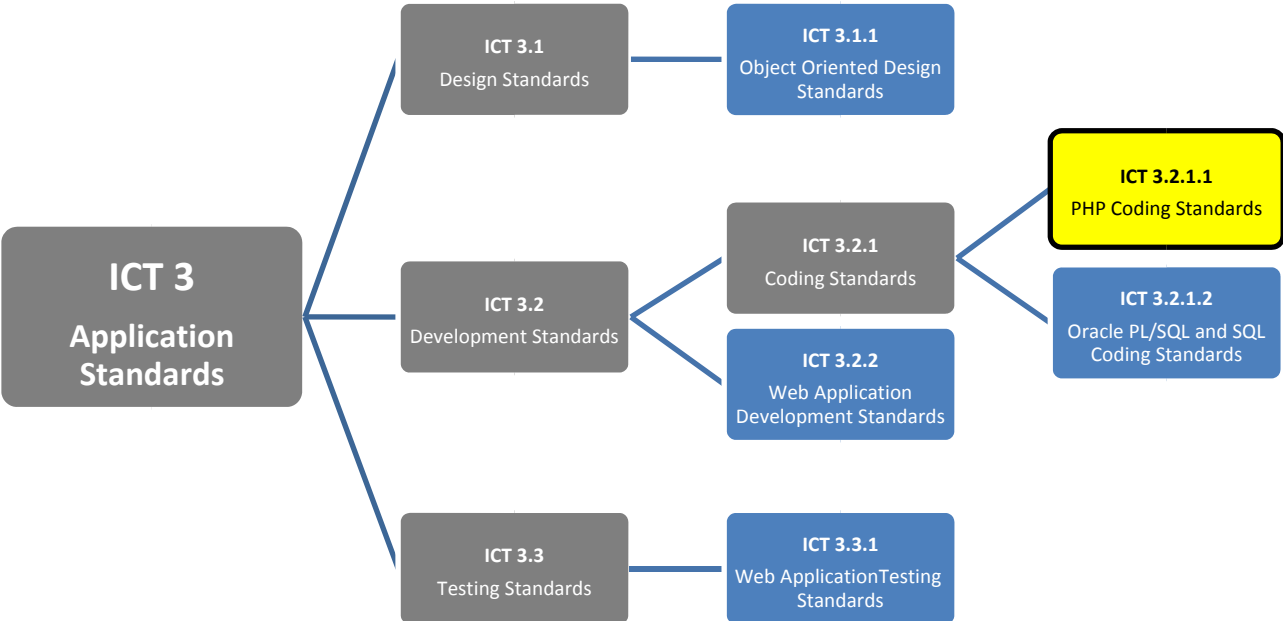 ICT 3
Application
Standards
ICT 3.1
Design Standards
ICT 3.1.1
Object Oriented Design
Standards
ICT 3.2
Development Standards
ICT 3.2.1
Coding Standards
ICT 3.2.1.1
PHP Coding Standards
ICT 3.2.1.2
Oracle PL/SQL and SQL
Coding Standards
ICT 3.2.2
Web Application
Development Standards
ICT 3.3
Testing Standards
ICT 3.3.1
Web ApplicationTesting
Standards